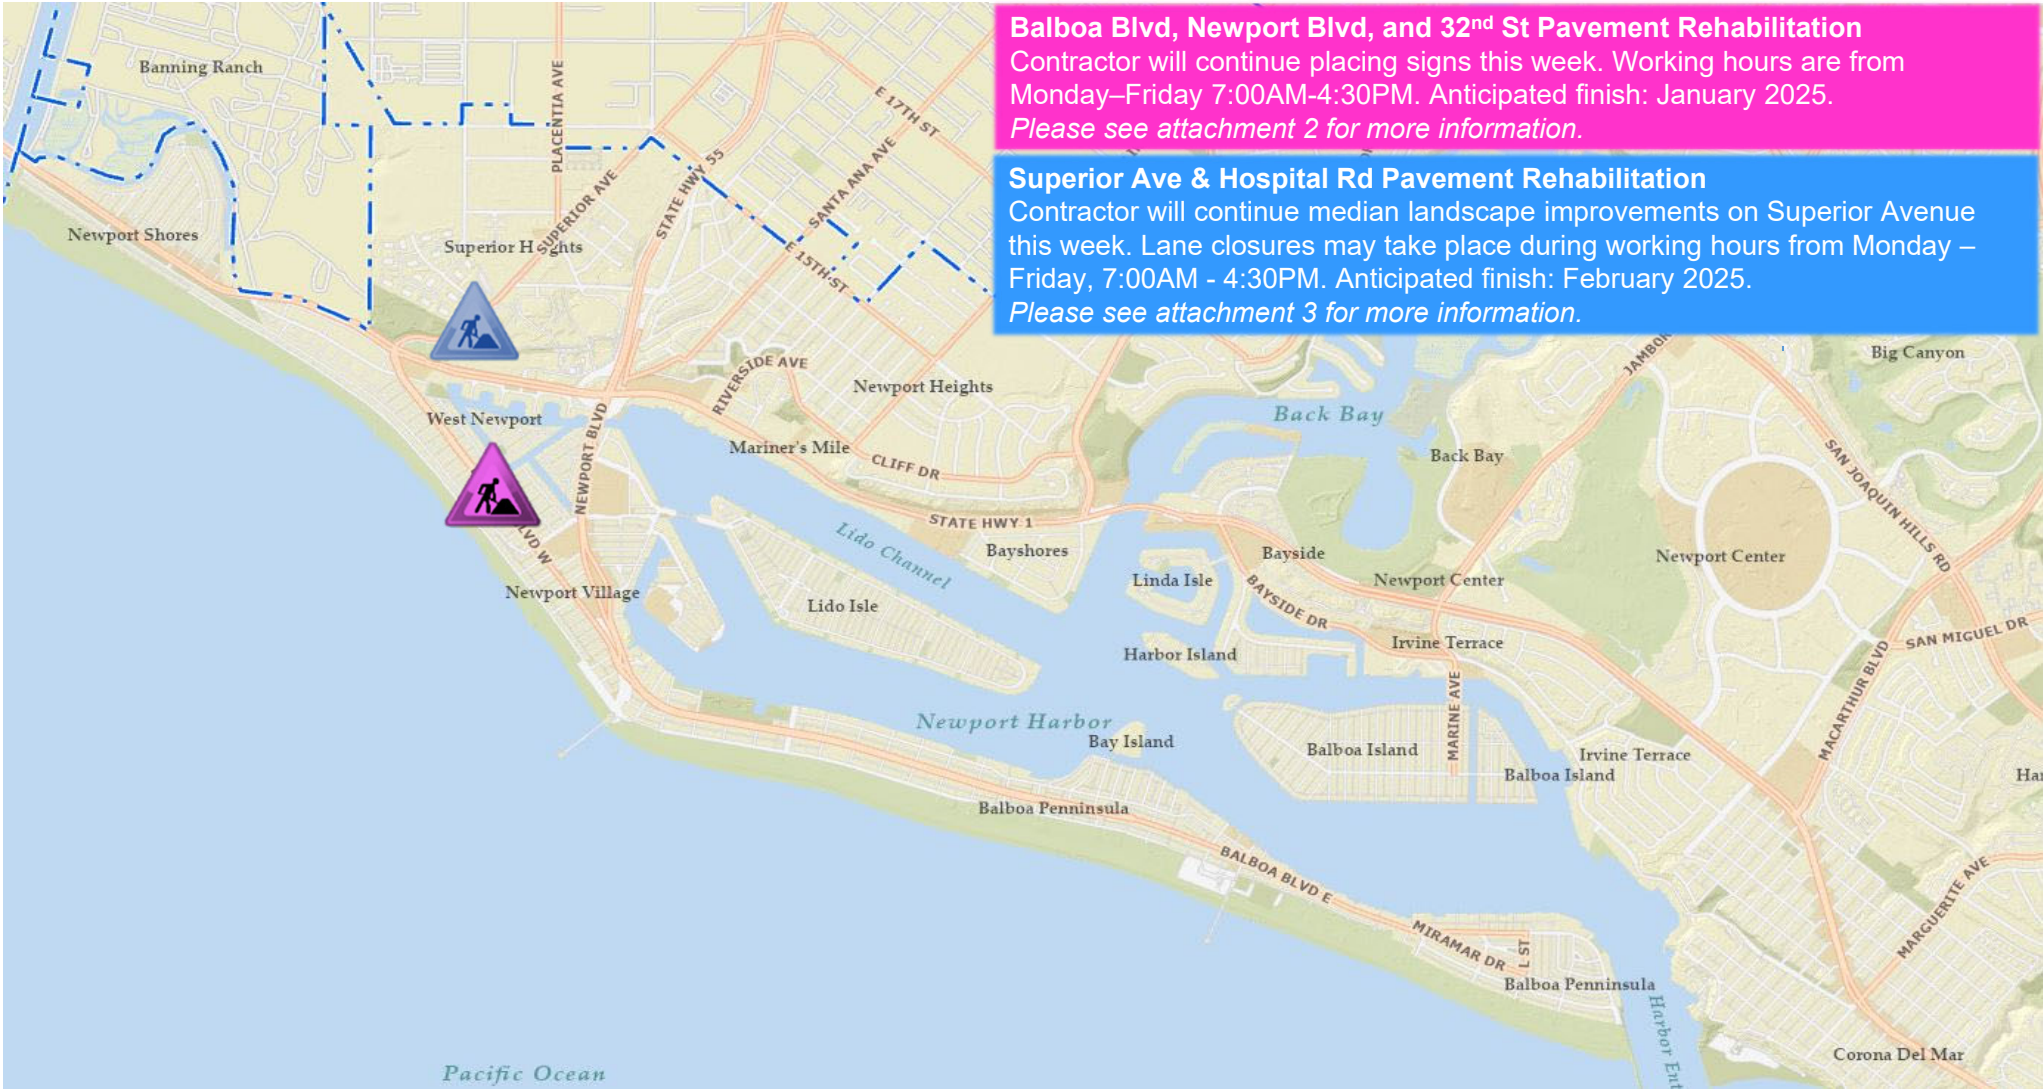 Balboa Blvd, Newport Blvd, and 32nd St Pavement Rehabilitation
Contractor will continue placing signs this week. Working hours are from
Monday–Friday 7:00AM-4:30PM. Anticipated finish: January 2025.
Please see attachment 2 for more information.
Superior Ave & Hospital Rd Pavement Rehabilitation
Contractor will continue median landscape improvements on Superior Avenue
this week. Lane closures may take place during working hours from Monday –
Friday, 7:00AM - 4:30PM. Anticipated finish: February 2025.
Please see attachment 3 for more information.
Banning Ranch
PLACENTIA AVE
E 17TH ST
SANTA ANA AVE
STATE HWY 55
SUPERIOR AVE
Newport Shores
Superior H ghts
E 15TH ST
Big Canyon
JAMBOR
RIVERSIDE AVE
Newport Heights
Back Bay
West Newport
NEWPORT BLVD
Mariner's Mile
CLIFF DR
Back Bay
SAN JOAQUIN HILLS RD
STATE HWY 1
Lido Channel
Bayshores
Bayside
Newport Center
LVD W
Linda Isle
Newport Center
Newport Village
Lido Isle
BAYSIDE DR
Irvine Terrace
SAN MIGUEL DR
Harbor Island
MARINE AVE
MACARTHUR BLVD
Newport Harbor
Bay Island
Balboa Island
Irvine Terrace
Balboa Island
Har
Balboa Penninsula
BALBOA BLVD E
MARGUERITE AVE
MIRAMAR DR
L ST
Balboa Penninsula
Harbor Ent
Corona Del Mar
Pacific Ocean